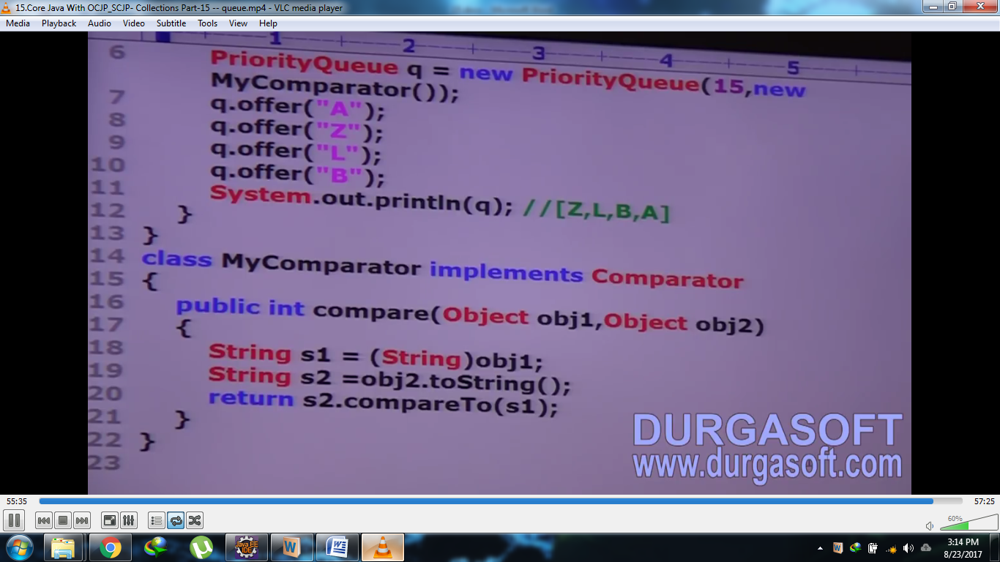 15.Core Java With OCJP_SCJP- Collections Part-15 -- queue.mp4 - VLC media player
Media Playback Audio Video Subtitle Tools View Help
1 2 3 4 5
6 PriorityQueue q = new PriorityQueue(15,new
MyComparator());
7 q.offer("A");
8 q.offer("Z");
9 q.offer("L");
10 q.offer("B");
11 System.out.println(q); //[Z,L,B,A]
12 }
13 }
14 class MyComparator implements Comparator
15 {
16 public int compare(Object obj1,Object obj2)
17 {
18 String s1 = (String)obj1;
19 String s2 =obj2.toString();
20 return s2.compareTo(s1);
21 }
22 }
23
DURGASOFT
www.durgasoft.com
55:35 57:25
60%
Java EE
IDE
3:14 PM
8/23/2017